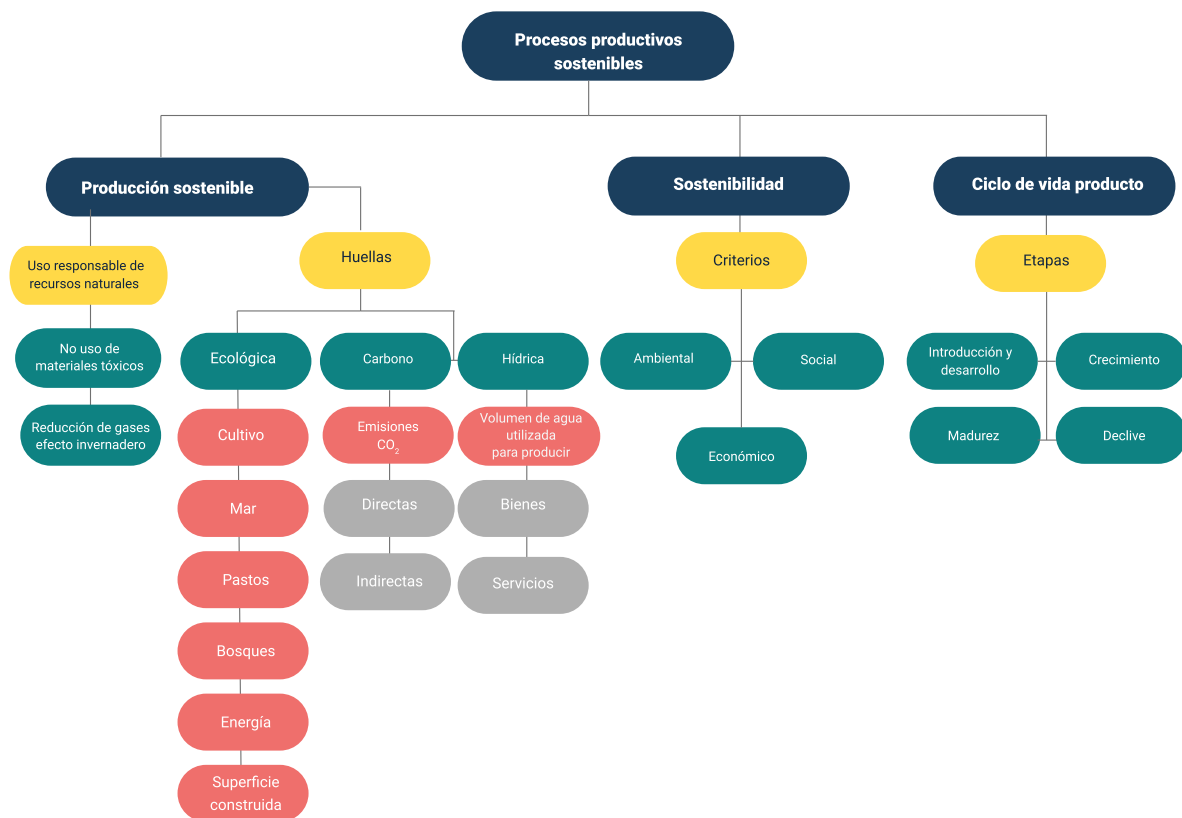 Procesos productivos
sostenibles
Producción sostenible
Sostenibilidad
Ciclo de vida producto
Uso responsable de
recursos naturales
Huellas
Criterios
Etapas
No uso de
materiales tóxicos
Reducción de gases
efecto invernadero
Ecológica
Cultivo
Mar
Pastos
Bosques
Energía
Superficie
construida
Carbono
Emisiones
CO₂
Directas
Indirectas
Hídrica
Volumen de agua
utilizada
para producir
Bienes
Servicios
Ambiental
Social
Económico
Introducción y
desarrollo
Crecimiento
Madurez
Declive